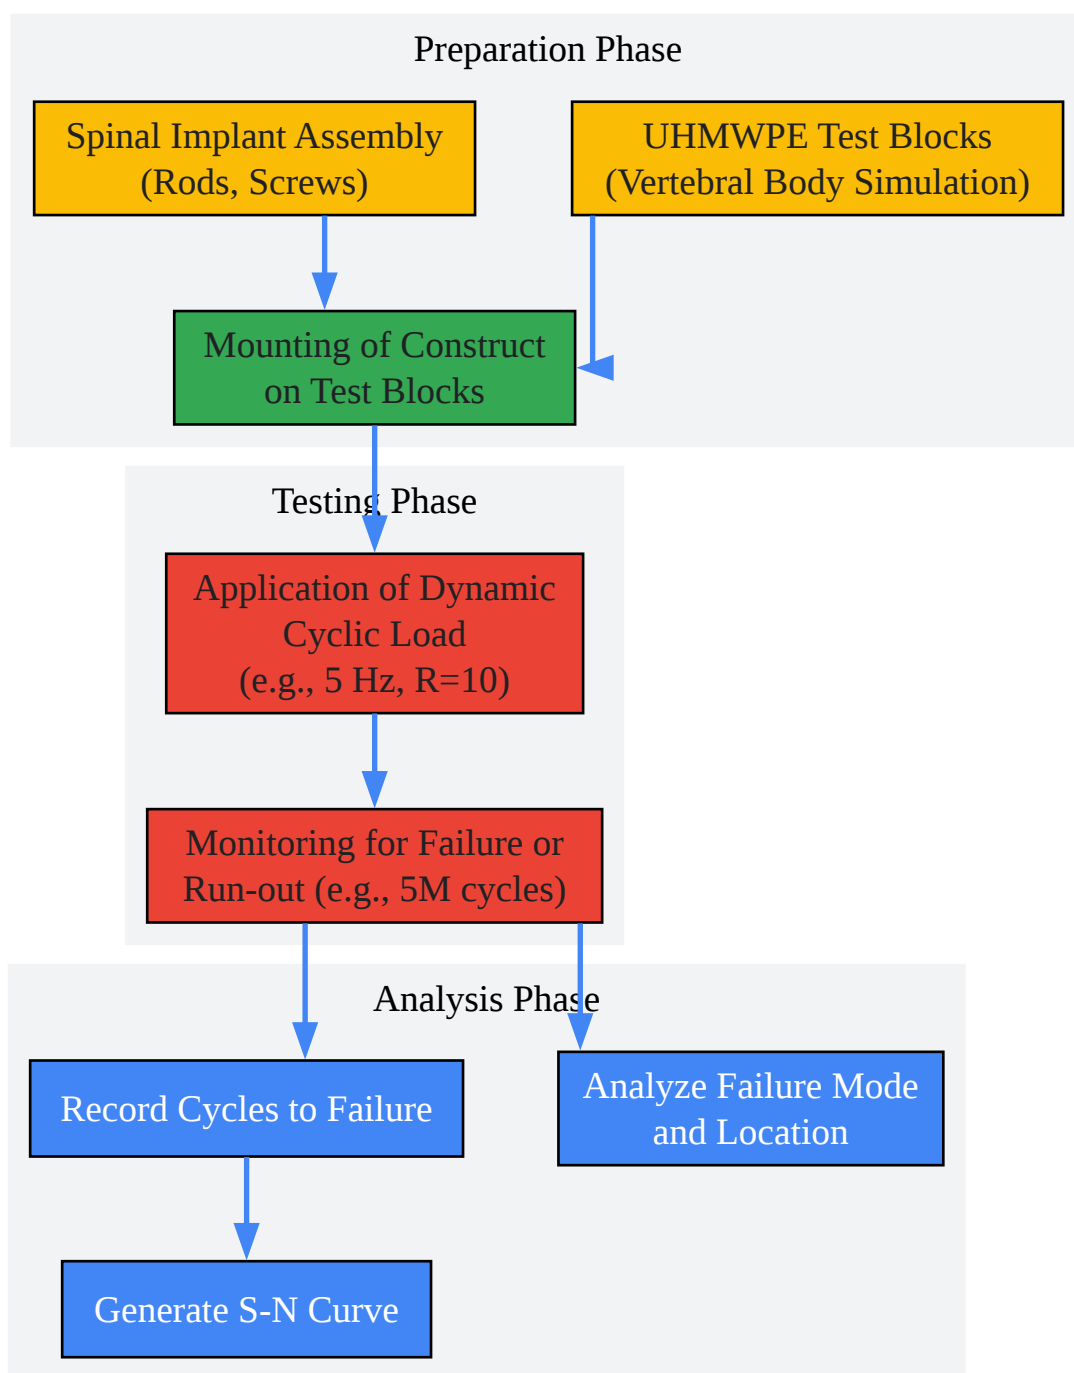 Preparation Phase
Spinal Implant Assembly
(Rods, Screws)
UHMWPE Test Blocks
(Vertebral Body Simulation)
Mounting of Construct
on Test Blocks
Testing Phase
Application of Dynamic
Cyclic Load
(e.g., 5 Hz, R=10)
Monitoring for Failure or
Run-out (e.g., 5M cycles)
Analysis Phase
Record Cycles to Failure
Analyze Failure Mode
and Location
Generate S-N Curve